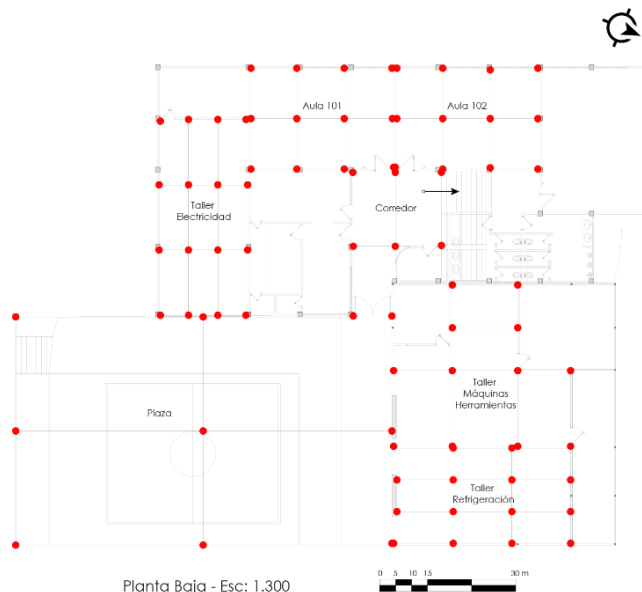 Aula 101
Aula 102
Taller
Electricidad
Corredor
Plaza
Taller
Máquinas
Herramientas
Taller
Refrigeración
Planta Baja - Esc: 1.300
0 5 10 15 30 m